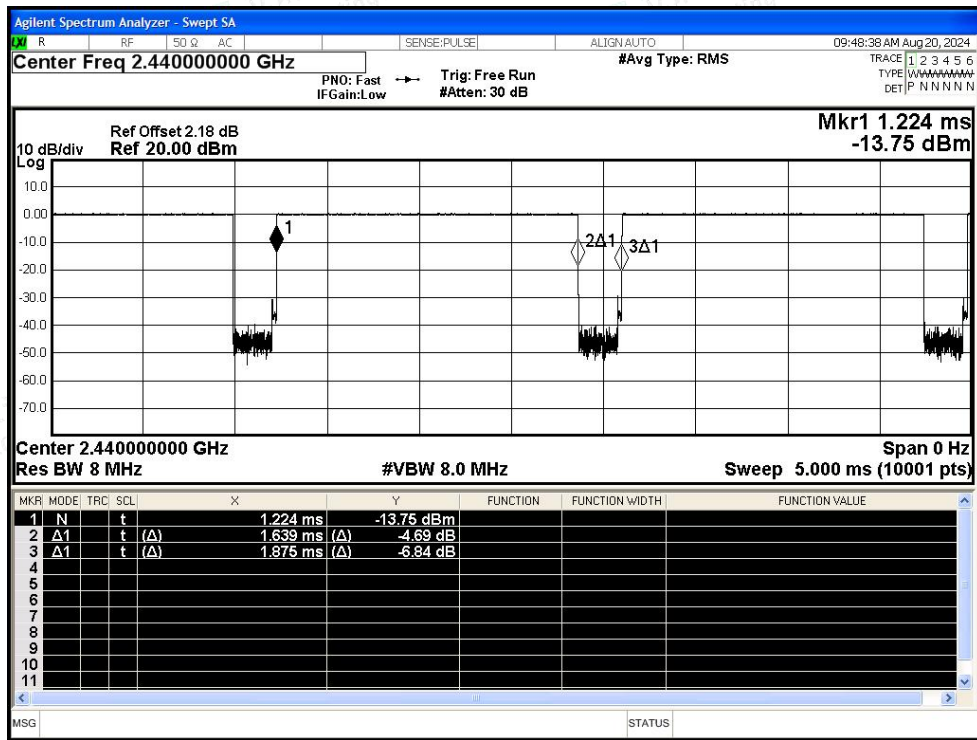 Agilent Spectrum Analyzer - Swept SA
LXI R RF 50 Ω AC SENSE:PULSE ALIGN AUTO 09:48:38 AM Aug 20, 2024
Center Freq 2.440000000 GHz
PNO: Fast
IFGain:Low
Trig: Free Run
#Atten: 30 dB
#Avg Type: RMS
TRACE 1 2 3 4 5 6
TYPE
DET P N N N N N
Mkr1 1.224 ms
-13.75 dBm
Ref Offset 2.18 dB
10 dB/div Ref 20.00 dBm
Log
10.0
0.00
-10.0
-20.0
-30.0
-40.0
-50.0
-60.0
-70.0
1
2Δ1
3Δ1
Center 2.440000000 GHz Span 0 Hz
Res BW 8 MHz #VBW 8.0 MHz Sweep 5.000 ms (10001 pts)
MKR MODE TRC SCL X Y FUNCTION FUNCTION WIDTH FUNCTION VALUE
1 N t 1.224 ms -13.75 dBm
2 Δ1 t (Δ) 1.639 ms (Δ) -4.69 dB
3 Δ1 t (Δ) 1.875 ms (Δ) -6.84 dB
4
5
6
7
8
9
10
11
MSG STATUS